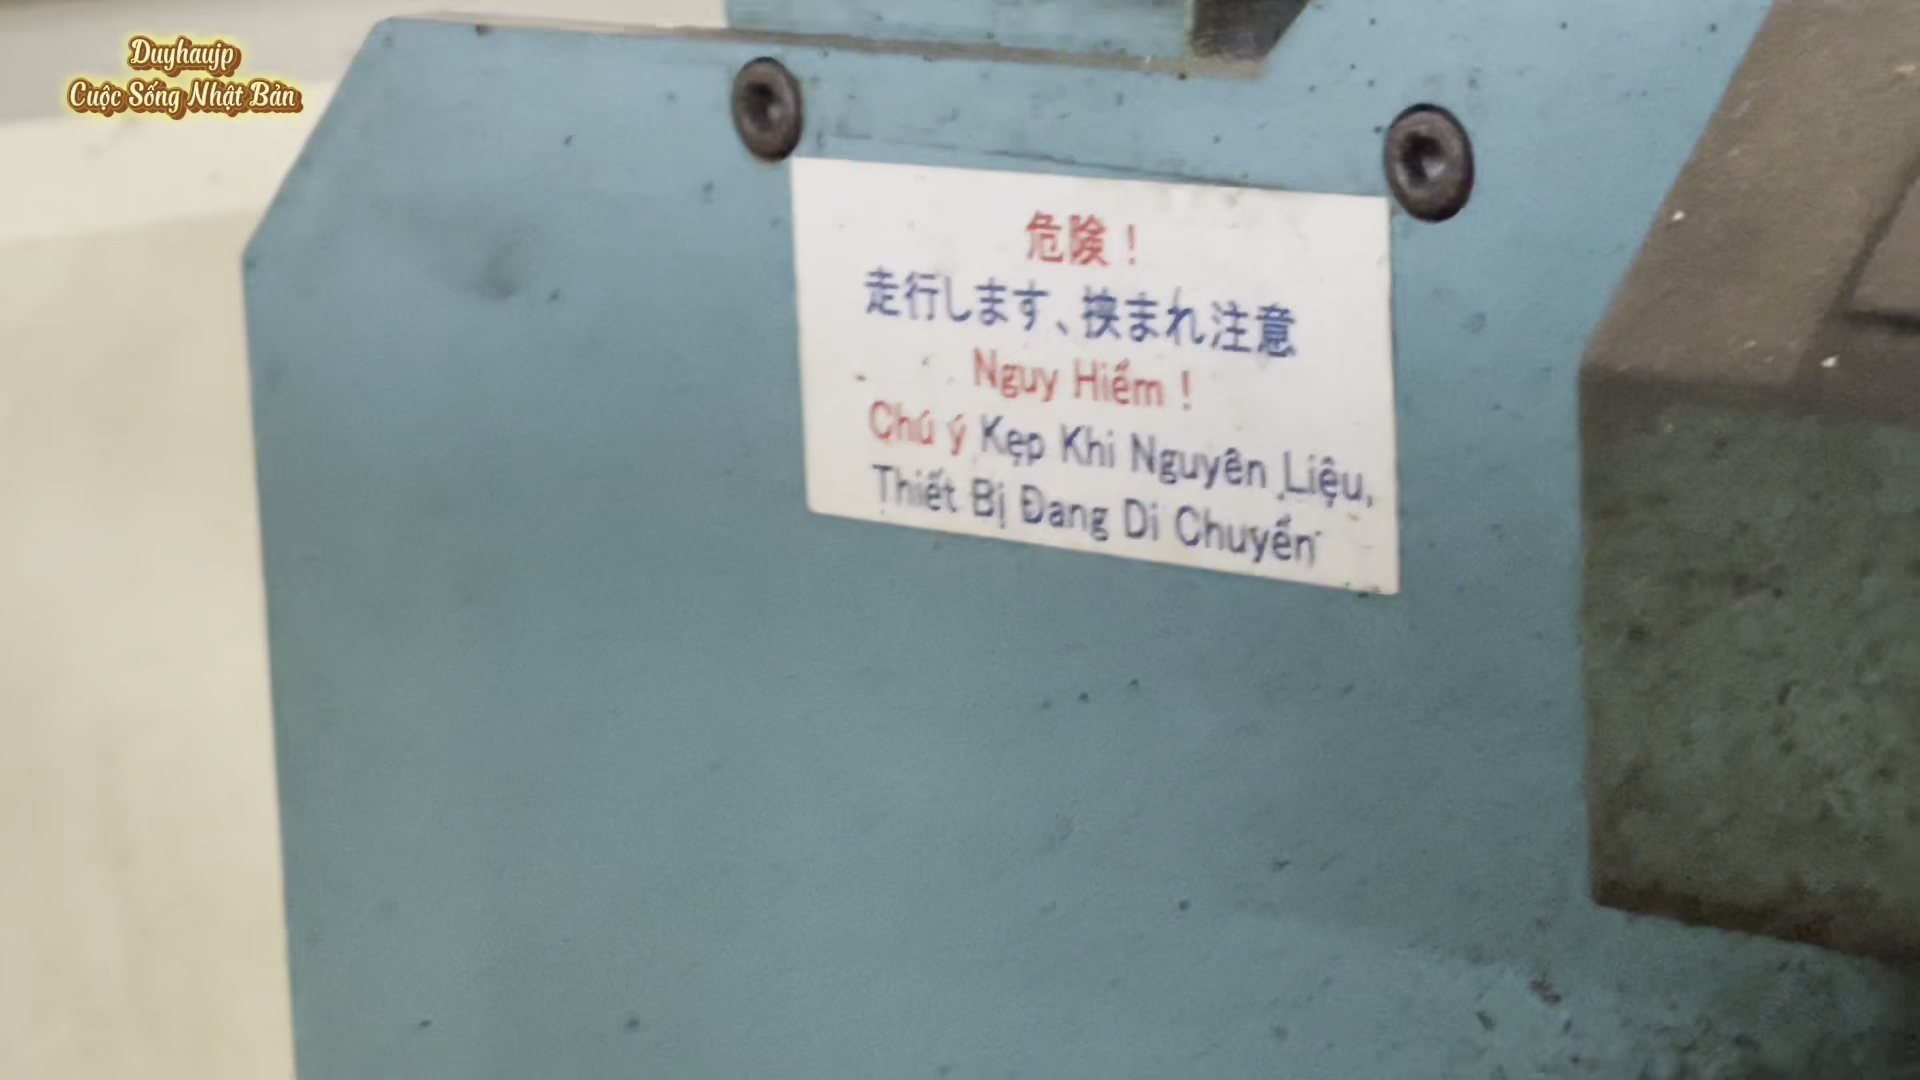 Duyhaujp
Cuộc Sống Nhật Bản
危険！
走行します、挟まれ注意
Nguy Hiểm !
Chú ý Kẹp Khi Nguyên Liệu,
Thiết Bị Đang Di Chuyển